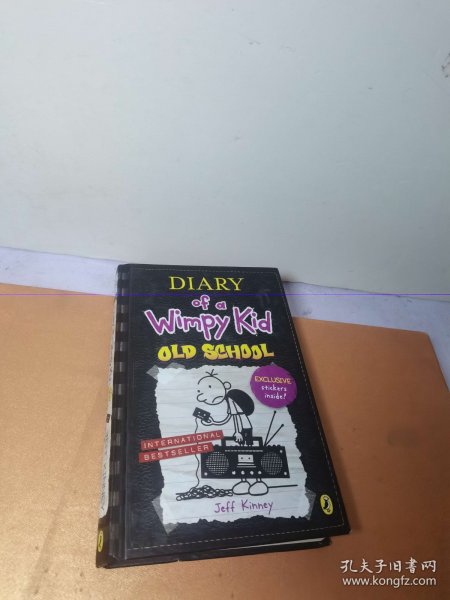 DIARY
of a
Wimpy Kid
OLD SCHOOL
EXCLUSIVE
stickers
inside!
INTERNATIONAL
BESTSELLER
Jeff Kinney
孔夫子旧书网
www.kongfz.com